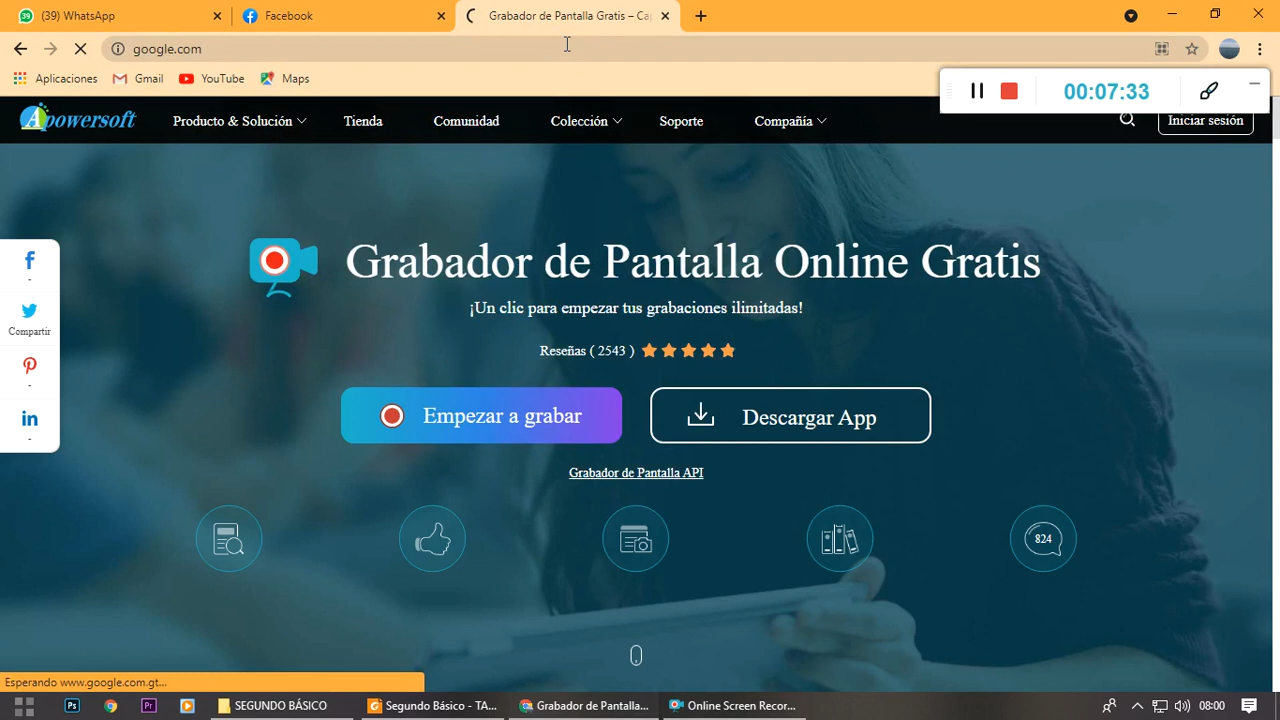 (39) WhatsApp
Facebook
Grabador de Pantalla Gratis – Ca
google.com
Aplicaciones
Gmail
YouTube
Maps
00:07:33
Apowersoft
Producto & Solución
Tienda
Comunidad
Colección
Soporte
Compañía
Iniciar sesión
Grabador de Pantalla Online Gratis
¡Un clic para empezar tus grabaciones ilimitadas!
Reseñas ( 2543 )
Compartir
Empezar a grabar
Descargar App
Grabador de Pantalla API
824
Esperando www.google.com.gt...
Ps
Pr
SEGUNDO BÁSICO
Segundo Básico - TA...
Grabador de Pantalla...
Online Screen Recor...
08:00